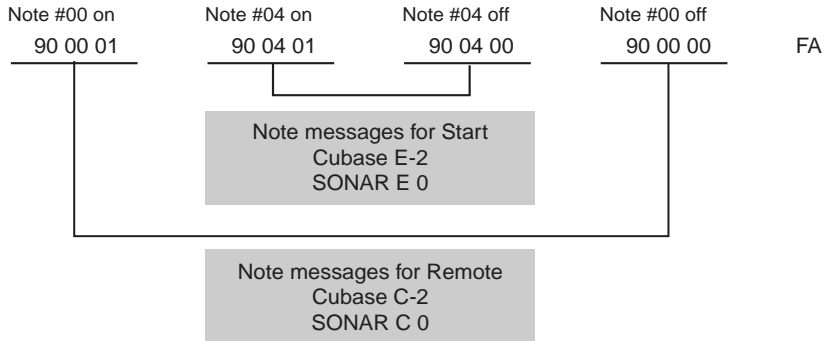 Note #00 on Note #04 on Note #04 off Note #00 off
90 00 01 90 04 01 90 04 00 90 00 00 FA
Note messages for Start
Cubase E-2
SONAR E 0
Note messages for Remote
Cubase C-2
SONAR C 0